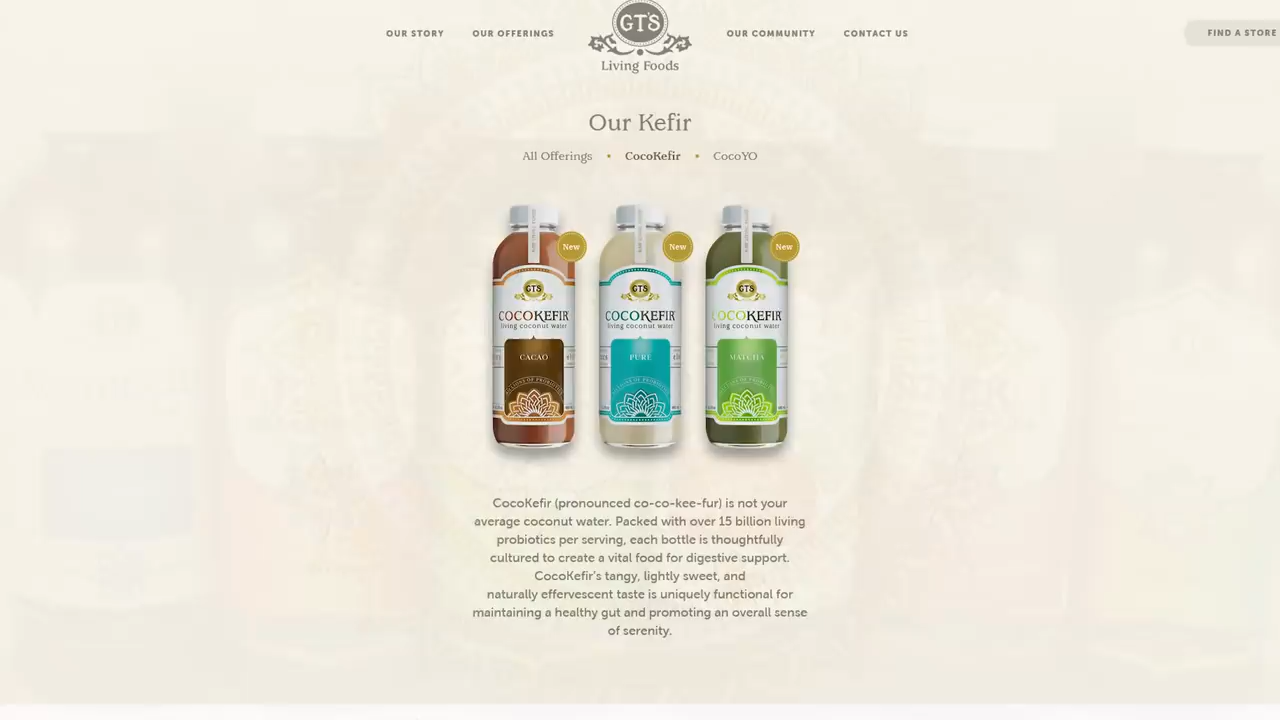 OUR STORY OUR OFFERINGS GT'S OUR COMMUNITY CONTACT US FIND A STORE
Living Foods
Our Kefir
All Offerings • CocoKefir • CocoYO
New New New
GT'S GT'S GT'S
COCOKEFIR COCOKEFIR COCOKEFIR
living coconut water living coconut water living coconut water
CACAO PURE MATCHA
CocoKefir (pronounced co-co-kee-fur) is not your
average coconut water. Packed with over 15 billion living
probiotics per serving, each bottle is thoughtfully
cultured to create a vital food for digestive support.
CocoKefir's tangy, lightly sweet, and
naturally effervescent taste is uniquely functional for
maintaining a healthy gut and promoting an overall sense
of serenity.